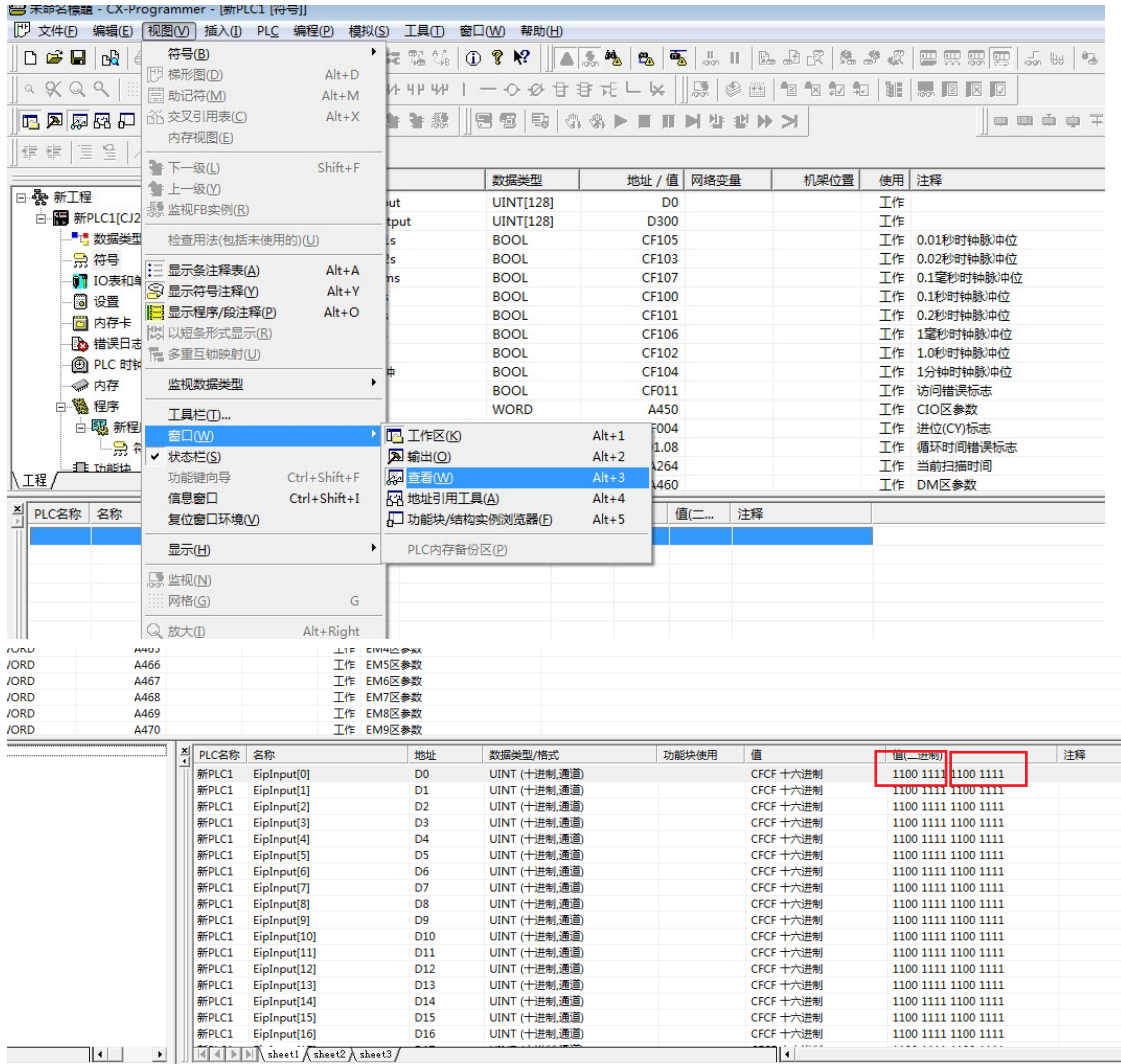 未命名標題 - CX-Programmer - [新PLC1 [符号]]
文件(F) 编辑(E) 视图(V) 插入(I) PLC 编程(P) 模拟(S) 工具(T) 窗口(W) 帮助(H)
符号(B)
梯形图(D) Alt+D
助记符(M) Alt+M
交叉引用表(C) Alt+X
内存视图(E)
下一级(L) Shift+F
上一级(Y)
监视FB实例(R)
检查用法(包括未使用的)(U)
显示条注释表(A) Alt+A
显示符号注释(Y) Alt+Y
显示程序/段注释(P) Alt+O
以短条形式显示(R)
多重互锁映射(U)
监视数据类型
工具栏(T)...
窗口(W)
状态栏(S)
功能键向导 Ctrl+Shift+F
信息窗口 Ctrl+Shift+I
复位窗口环境(V)
显示(H)
监视(N)
网格(G) G
放大(I) Alt+Right
工作区(K) Alt+1
输出(O) Alt+2
查看(W) Alt+3
地址引用工具(A) Alt+4
功能块/结构实例浏览器(F) Alt+5
PLC内存备份区(P)
新工程
新PLC1[CJ2
数据类型
符号
IO表和单
设置
内存卡
错误日志
PLC 时钟
内存
程序
新程
符
功能块
工程
数据类型 地址 / 值 网络变量 机架位置 使用 注释
ut UINT[128] D0 工作
tput UINT[128] D300 工作
s BOOL CF105 工作 0.01秒时钟脉冲位
2s BOOL CF103 工作 0.02秒时钟脉冲位
ms BOOL CF107 工作 0.1毫秒时钟脉冲位
BOOL CF100 工作 0.1秒时钟脉冲位
BOOL CF101 工作 0.2秒时钟脉冲位
BOOL CF106 工作 1毫秒时钟脉冲位
BOOL CF102 工作 1.0秒时钟脉冲位
钟 BOOL CF104 工作 1分钟时钟脉冲位
BOOL CF011 工作 访问错误标志
WORD A450 工作 CIO区参数
F004 工作 进位(CY)标志
1.08 工作 循环时间错误标志
264 工作 当前扫描时间
460 工作 DM区参数
PLC名称 名称 值(二... 注释
WORD A465 工作 EM4区参数
WORD A466 工作 EM5区参数
WORD A467 工作 EM6区参数
WORD A468 工作 EM7区参数
WORD A469 工作 EM8区参数
WORD A470 工作 EM9区参数
PLC名称 名称 地址 数据类型/格式 功能块使用 值 值(二进制) 注释
新PLC1 EipInput[0] D0 UINT (十进制,通道) CFCF 十六进制 1100 1111 1100 1111
新PLC1 EipInput[1] D1 UINT (十进制,通道) CFCF 十六进制 1100 1111 1100 1111
新PLC1 EipInput[2] D2 UINT (十进制,通道) CFCF 十六进制 1100 1111 1100 1111
新PLC1 EipInput[3] D3 UINT (十进制,通道) CFCF 十六进制 1100 1111 1100 1111
新PLC1 EipInput[4] D4 UINT (十进制,通道) CFCF 十六进制 1100 1111 1100 1111
新PLC1 EipInput[5] D5 UINT (十进制,通道) CFCF 十六进制 1100 1111 1100 1111
新PLC1 EipInput[6] D6 UINT (十进制,通道) CFCF 十六进制 1100 1111 1100 1111
新PLC1 EipInput[7] D7 UINT (十进制,通道) CFCF 十六进制 1100 1111 1100 1111
新PLC1 EipInput[8] D8 UINT (十进制,通道) CFCF 十六进制 1100 1111 1100 1111
新PLC1 EipInput[9] D9 UINT (十进制,通道) CFCF 十六进制 1100 1111 1100 1111
新PLC1 EipInput[10] D10 UINT (十进制,通道) CFCF 十六进制 1100 1111 1100 1111
新PLC1 EipInput[11] D11 UINT (十进制,通道) CFCF 十六进制 1100 1111 1100 1111
新PLC1 EipInput[12] D12 UINT (十进制,通道) CFCF 十六进制 1100 1111 1100 1111
新PLC1 EipInput[13] D13 UINT (十进制,通道) CFCF 十六进制 1100 1111 1100 1111
新PLC1 EipInput[14] D14 UINT (十进制,通道) CFCF 十六进制 1100 1111 1100 1111
新PLC1 EipInput[15] D15 UINT (十进制,通道) CFCF 十六进制 1100 1111 1100 1111
新PLC1 EipInput[16] D16 UINT (十进制,通道) CFCF 十六进制 1100 1111 1100 1111
sheet1 sheet2 sheet3